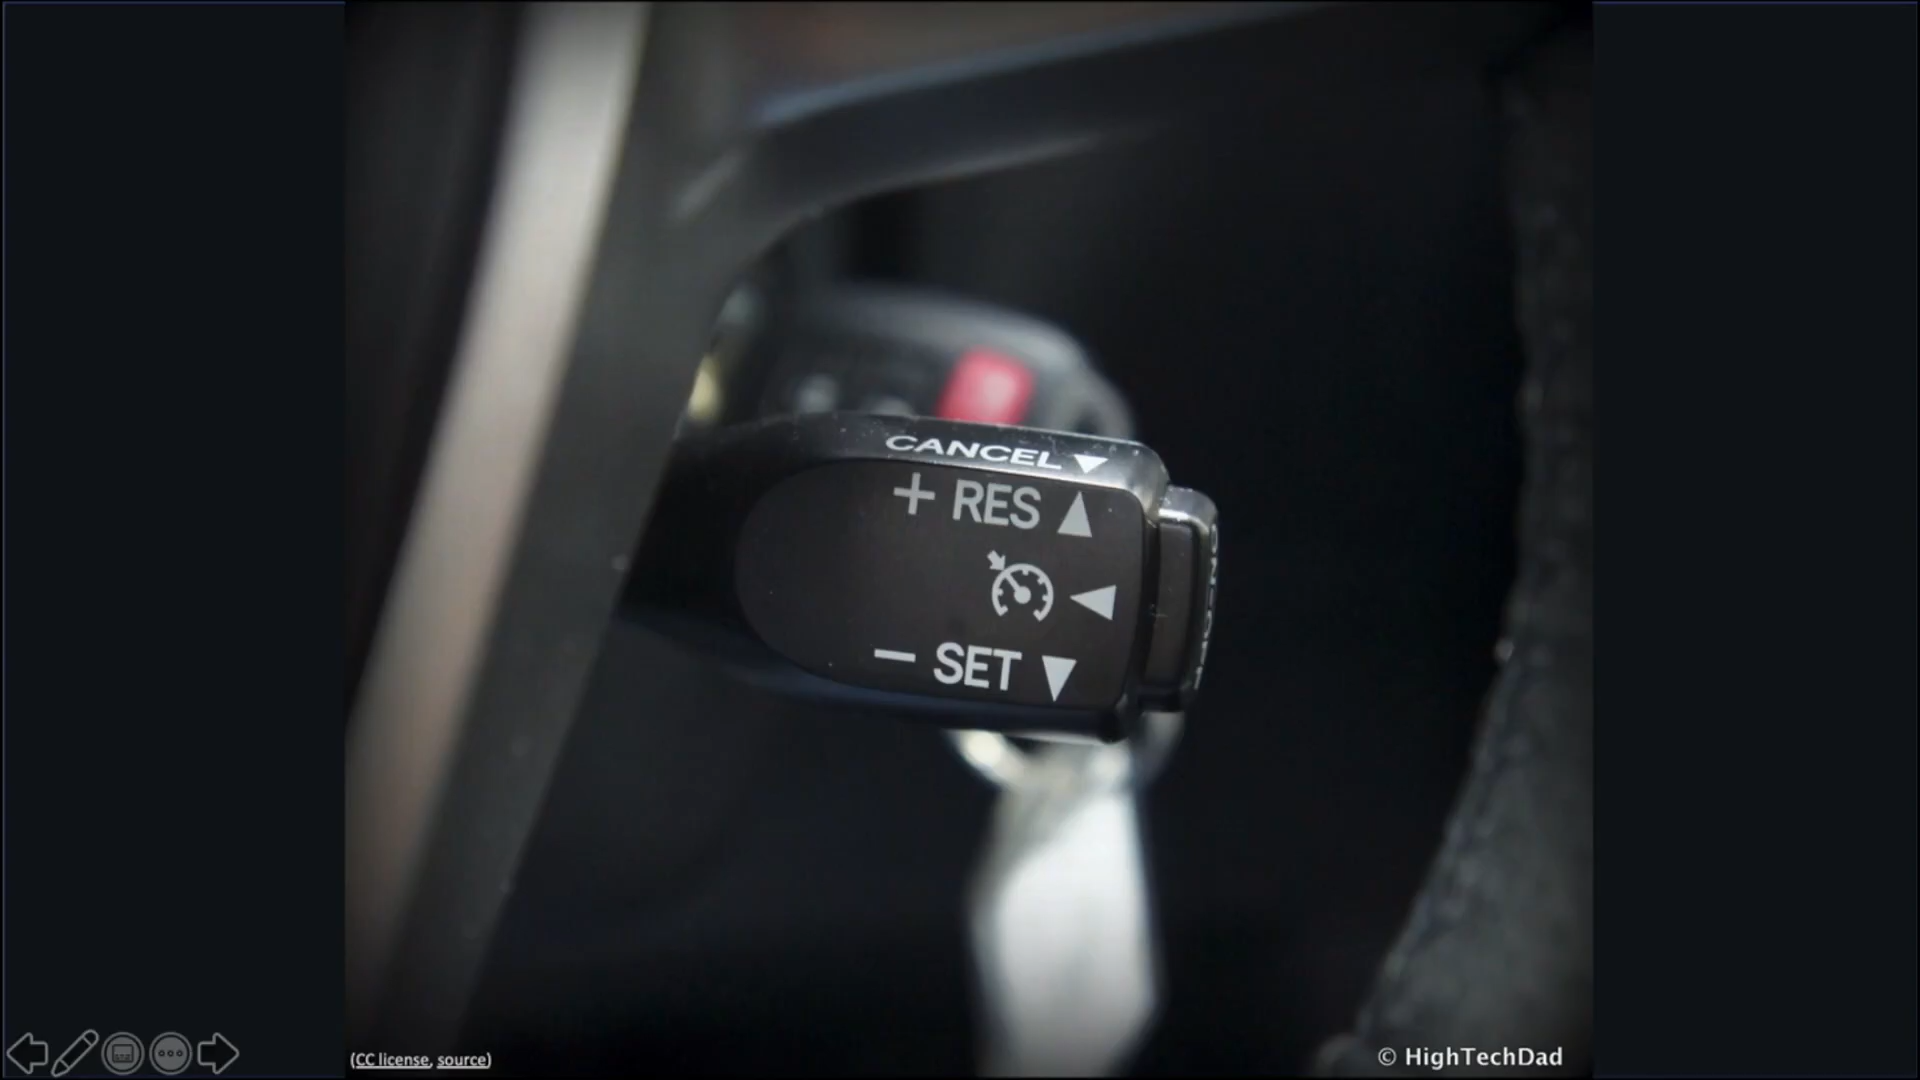 CANCEL ▼
+ RES ▲
◀
− SET ▼
(CC license, source)
© HighTechDad